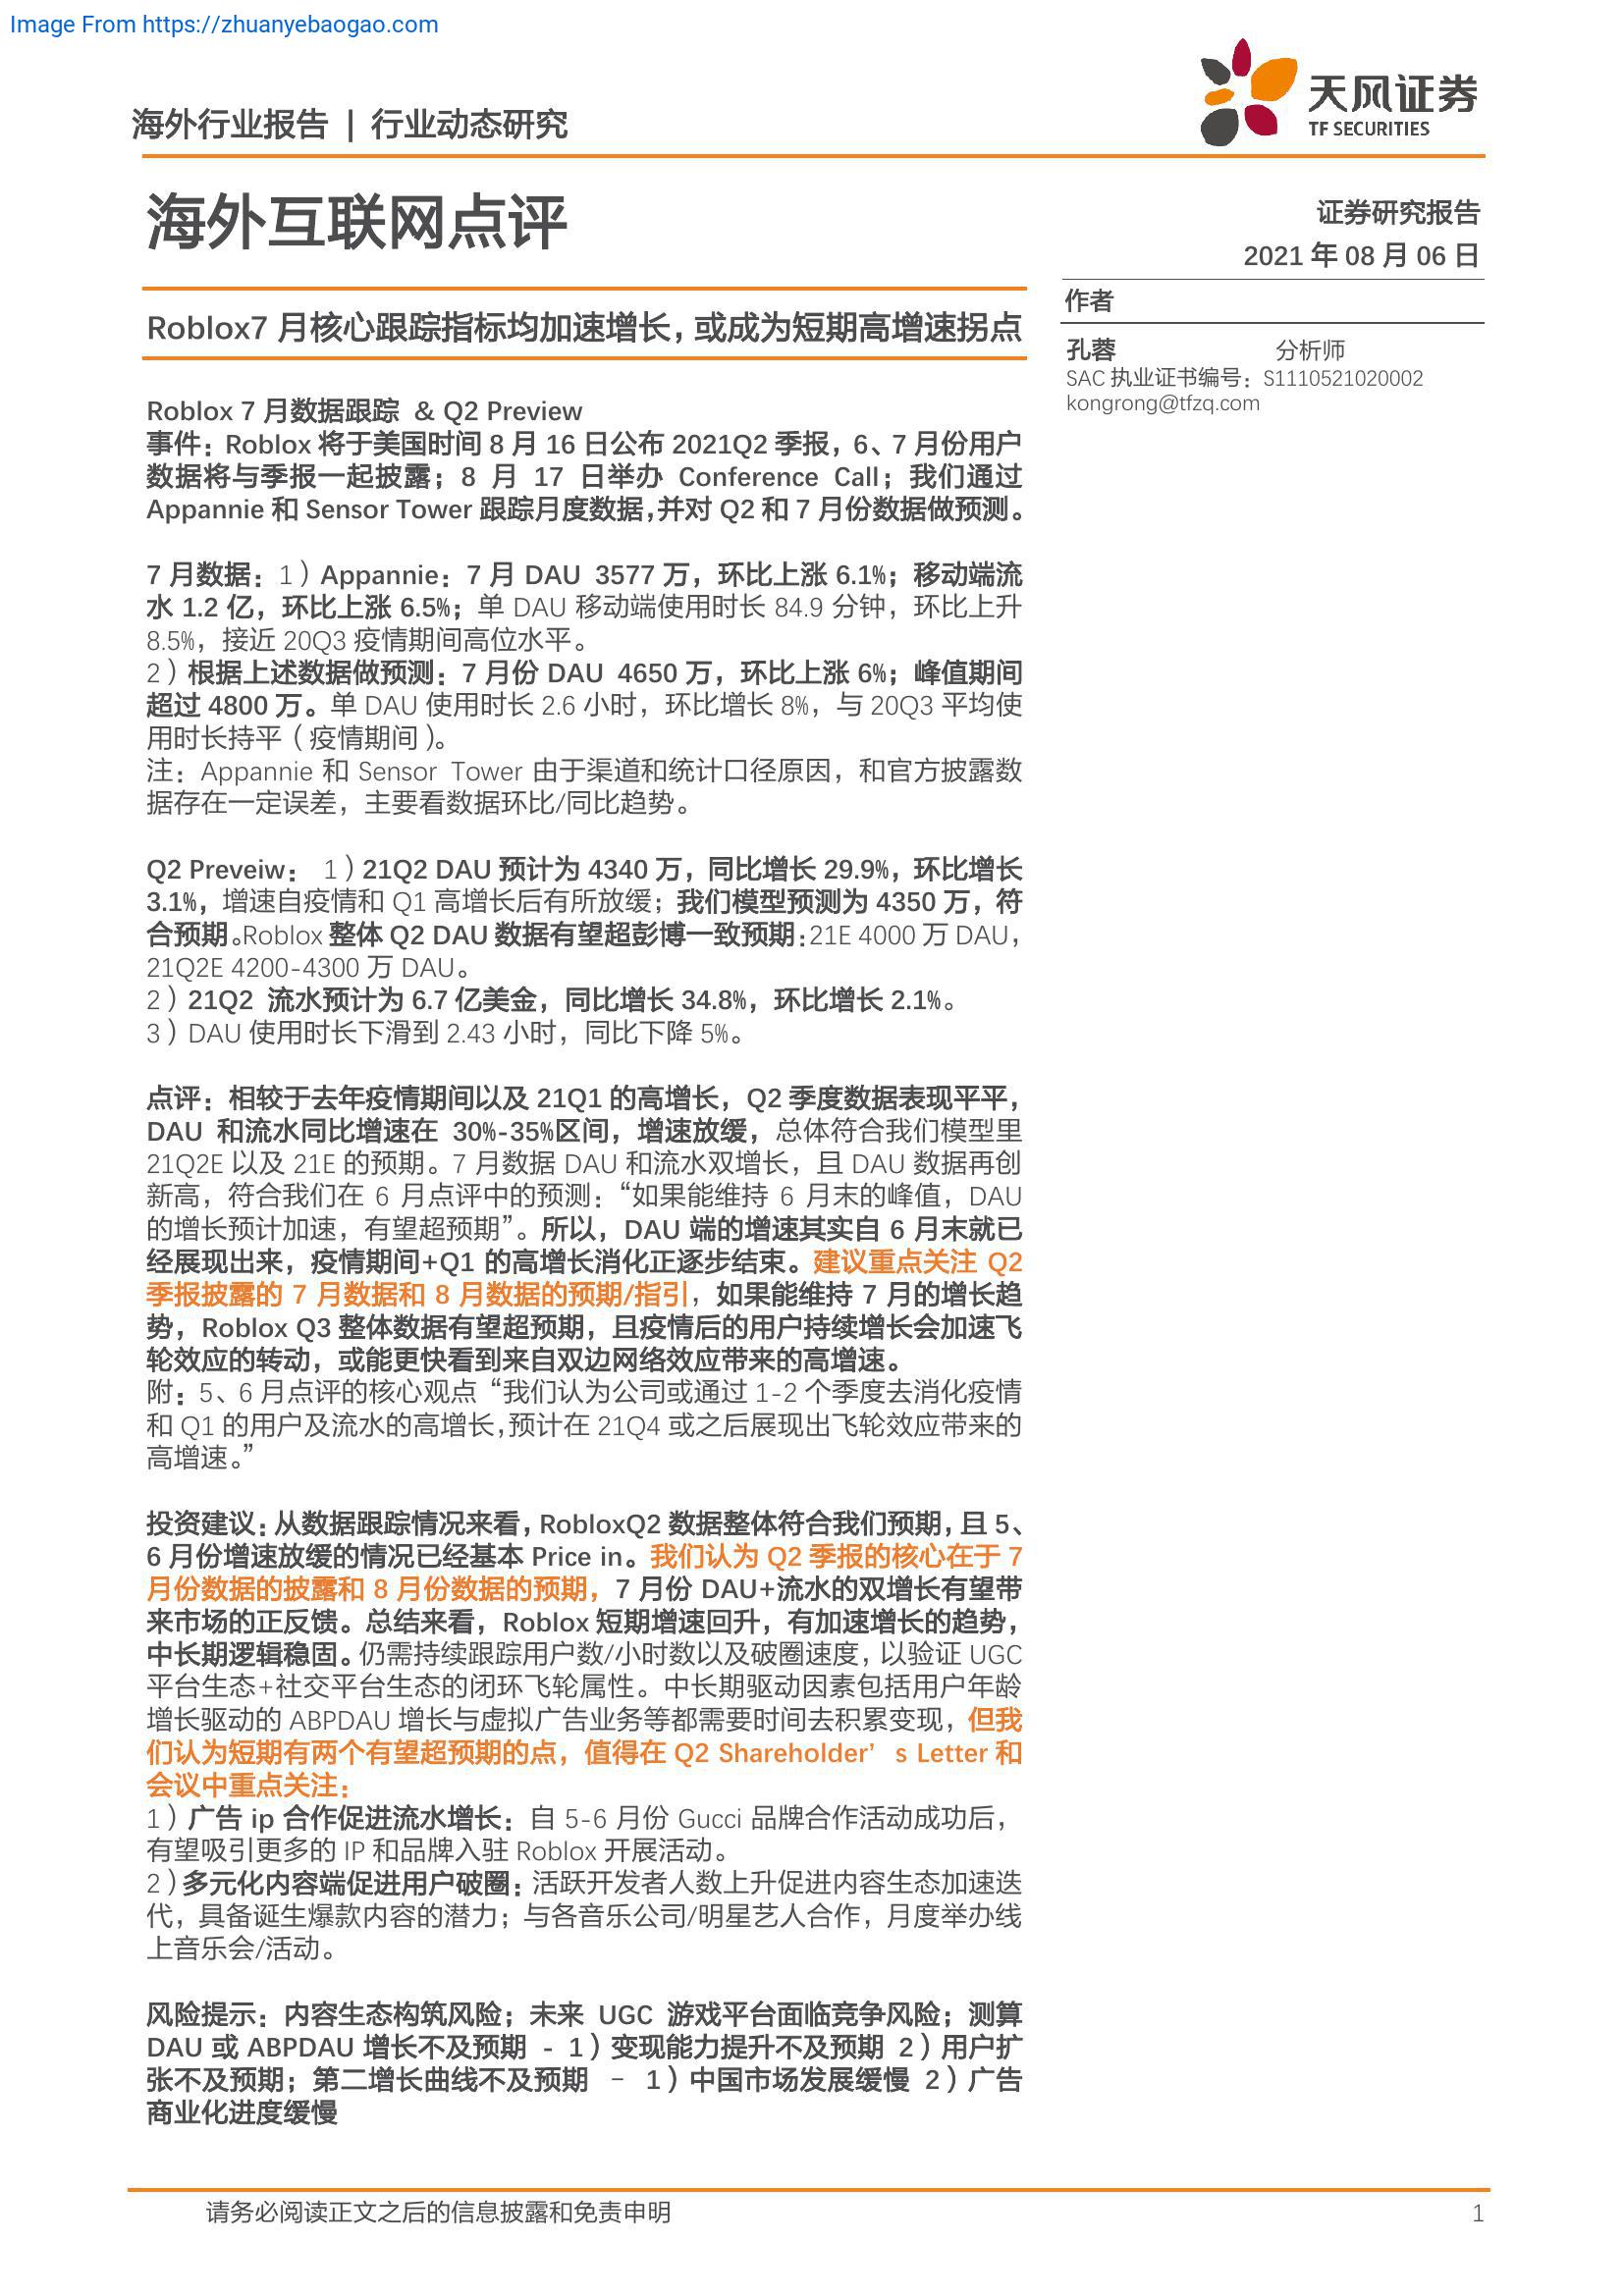 Image From https://zhuanyebaogao.com
海外行业报告 | 行业动态研究
天风证券
TF SECURITIES
海外互联网点评
证券研究报告
2021 年 08 月 06 日
作者
Roblox7 月核心跟踪指标均加速增长，或成为短期高增速拐点
孔蓉 分析师
SAC 执业证书编号：S1110521020002
kongrong@tfzq.com
Roblox 7 月数据跟踪 & Q2 Preview
事件：Roblox 将于美国时间 8 月 16 日公布 2021Q2 季报，6、7 月份用户
数据将与季报一起披露；8 月 17 日举办 Conference Call；我们通过
Appannie 和 Sensor Tower 跟踪月度数据，并对 Q2 和 7 月份数据做预测。
7 月数据：1）Appannie：7 月 DAU 3577 万，环比上涨 6.1%；移动端流
水 1.2 亿，环比上涨 6.5%；单 DAU 移动端使用时长 84.9 分钟，环比上升
8.5%，接近 20Q3 疫情期间高位水平。
2）根据上述数据做预测：7 月份 DAU 4650 万，环比上涨 6%；峰值期间
超过 4800 万。单 DAU 使用时长 2.6 小时，环比增长 8%，与 20Q3 平均使
用时长持平（疫情期间）。
注：Appannie 和 Sensor Tower 由于渠道和统计口径原因，和官方披露数
据存在一定误差，主要看数据环比/同比趋势。
Q2 Preveiw： 1）21Q2 DAU 预计为 4340 万，同比增长 29.9%，环比增长
3.1%，增速自疫情和 Q1 高增长后有所放缓；我们模型预测为 4350 万，符
合预期。Roblox 整体 Q2 DAU 数据有望超彭博一致预期：21E 4000 万 DAU，
21Q2E 4200-4300 万 DAU。
2）21Q2 流水预计为 6.7 亿美金，同比增长 34.8%，环比增长 2.1%。
3）DAU 使用时长下滑到 2.43 小时，同比下降 5%。
点评：相较于去年疫情期间以及 21Q1 的高增长，Q2 季度数据表现平平，
DAU 和流水同比增速在 30%-35%区间，增速放缓，总体符合我们模型里
21Q2E 以及 21E 的预期。7 月数据 DAU 和流水双增长，且 DAU 数据再创
新高，符合我们在 6 月点评中的预测：“如果能维持 6 月末的峰值，DAU
的增长预计加速，有望超预期”。所以，DAU 端的增速其实自 6 月末就已
经展现出来，疫情期间+Q1 的高增长消化正逐步结束。建议重点关注 Q2
季报披露的 7 月数据和 8 月数据的预期/指引，如果能维持 7 月的增长趋
势，Roblox Q3 整体数据有望超预期，且疫情后的用户持续增长会加速飞
轮效应的转动，或能更快看到来自双边网络效应带来的高增速。
附：5、6 月点评的核心观点“我们认为公司或通过 1-2 个季度去消化疫情
和 Q1 的用户及流水的高增长，预计在 21Q4 或之后展现出飞轮效应带来的
高增速。”
投资建议：从数据跟踪情况来看，RobloxQ2 数据整体符合我们预期，且 5、
6 月份增速放缓的情况已经基本 Price in。我们认为 Q2 季报的核心在于 7
月份数据的披露和 8 月份数据的预期，7 月份 DAU+流水的双增长有望带
来市场的正反馈。总结来看，Roblox 短期增速回升，有加速增长的趋势，
中长期逻辑稳固。仍需持续跟踪用户数/小时数以及破圈速度，以验证 UGC
平台生态+社交平台生态的闭环飞轮属性。中长期驱动因素包括用户年龄
增长驱动的 ABPDAU 增长与虚拟广告业务等都需要时间去积累变现，但我
们认为短期有两个有望超预期的点，值得在 Q2 Shareholder’s Letter 和
会议中重点关注：
1）广告 ip 合作促进流水增长：自 5-6 月份 Gucci 品牌合作活动成功后，
有望吸引更多的 IP 和品牌入驻 Roblox 开展活动。
2）多元化内容端促进用户破圈：活跃开发者人数上升促进内容生态加速迭
代，具备诞生爆款内容的潜力；与各音乐公司/明星艺人合作，月度举办线
上音乐会/活动。
风险提示：内容生态构筑风险；未来 UGC 游戏平台面临竞争风险；测算
DAU 或 ABPDAU 增长不及预期 - 1）变现能力提升不及预期 2）用户扩
张不及预期；第二增长曲线不及预期 – 1）中国市场发展缓慢 2）广告
商业化进度缓慢
请务必阅读正文之后的信息披露和免责申明 1